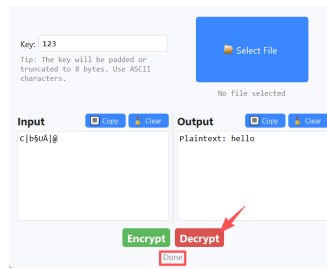 Key: 123
Tip: The key will be padded or
truncated to 8 bytes. Use ASCII
characters.
Select File
No file selected
Input Copy Clear
Output Copy Clear
C|b§UÄ|@
Plaintext: hello
Encrypt Decrypt
Done